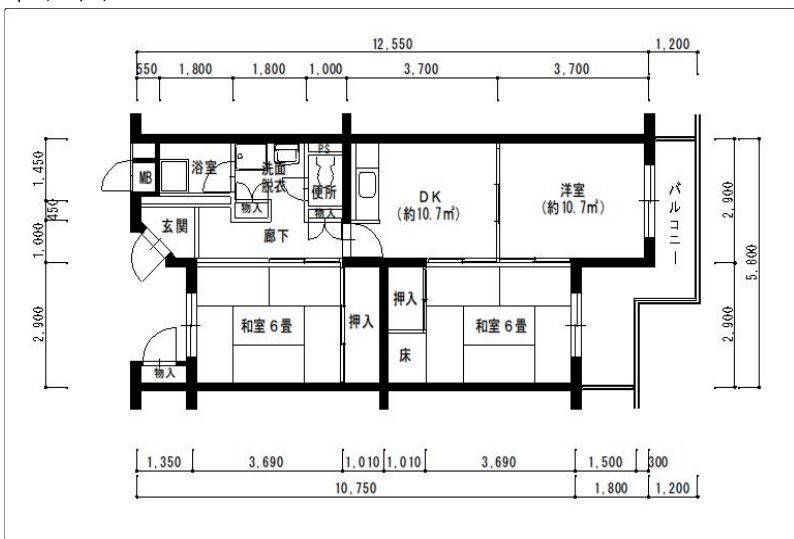 12,550
1,200
550
1,800
1,800
1,000
3,700
3,700
1,450
450
1,000
2,900
MB
浴室
洗面
脱衣
PS
便所
物入
物入
玄関
廊下
DK
(約10.7㎡)
洋室
(約10.7㎡)
バルコニー
2,900
2,900
5,800
和室6畳
押入
押入
床
和室6畳
物入
1,350
3,690
1,010
1,010
3,690
1,500
300
10,750
1,800
1,200